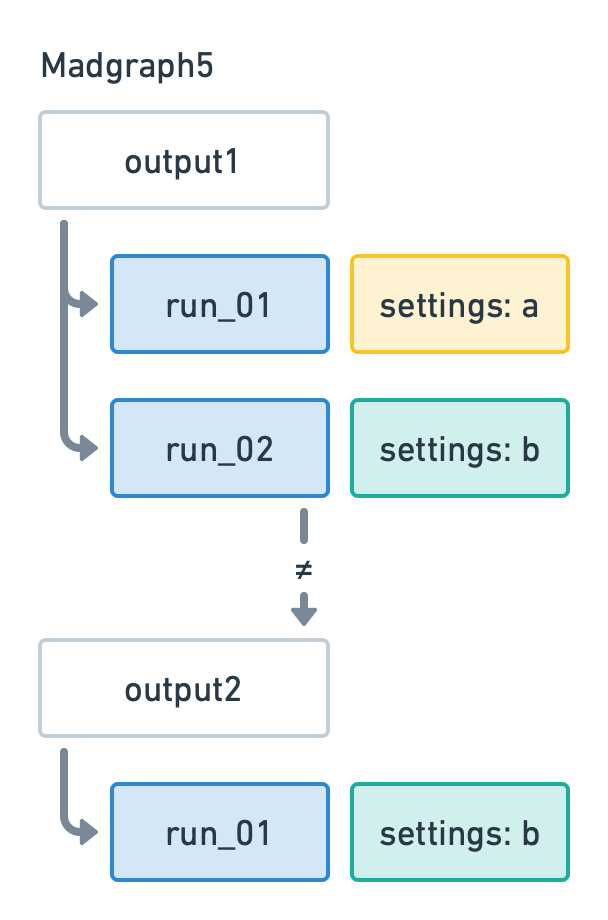 Madgraph5
output1
run_01 settings: a
run_02 settings: b
≠
output2
run_01 settings: b